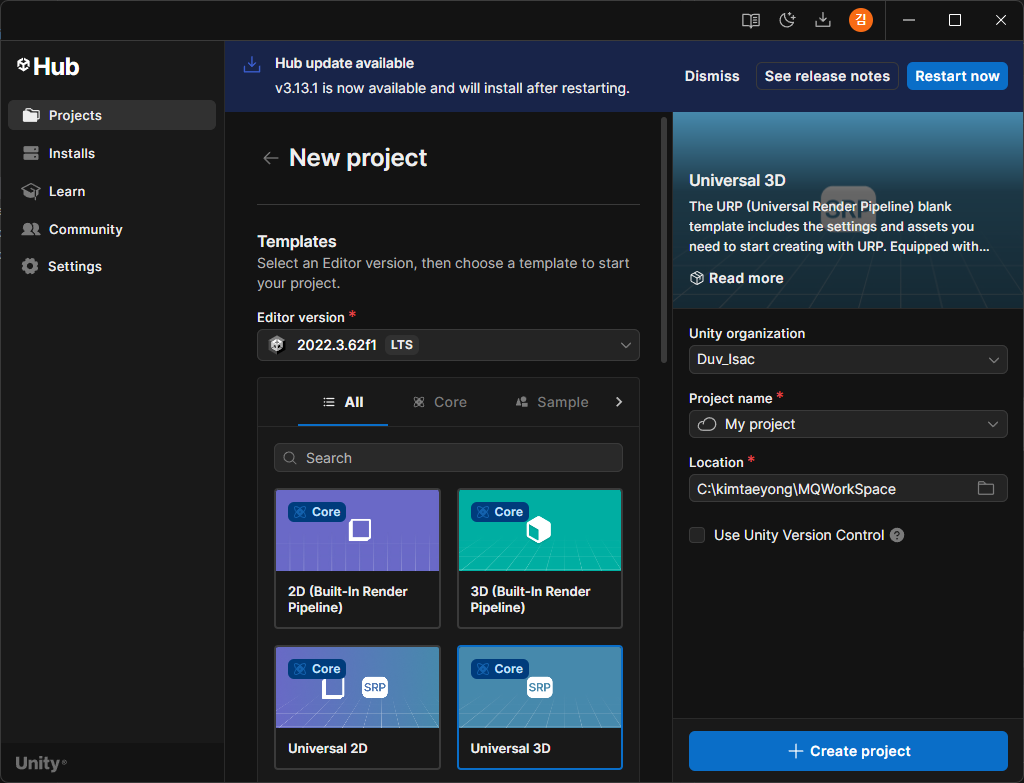 김
Hub
Projects
Installs
Learn
Community
Settings
Unity®
Hub update available
v3.13.1 is now available and will install after restarting.
Dismiss
See release notes
Restart now
New project
Templates
Select an Editor version, then choose a template to start
your project.
Editor version *
2022.3.62f1 LTS
All
Core
Sample
Search
Core
2D (Built-In Render
Pipeline)
Core
3D (Built-In Render
Pipeline)
Core
SRP
Universal 2D
Core
SRP
Universal 3D
SRP
Universal 3D
The URP (Universal Render Pipeline) blank
template includes the settings and assets you
need to start creating with URP. Equipped with...
Read more
Unity organization
Duv_Isac
Project name *
My project
Location *
C:\kimtaeyong\MQWorkSpace
Use Unity Version Control ?
+ Create project